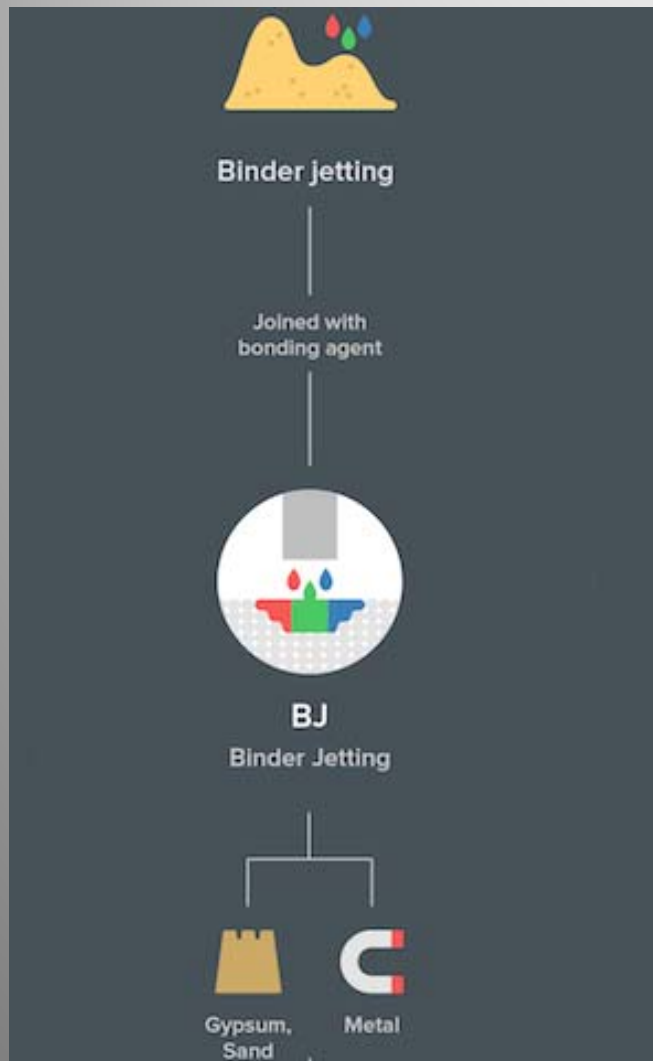 Binder jetting
Joined with
bonding agent
BJ
Binder Jetting
Gypsum,
Sand
Metal